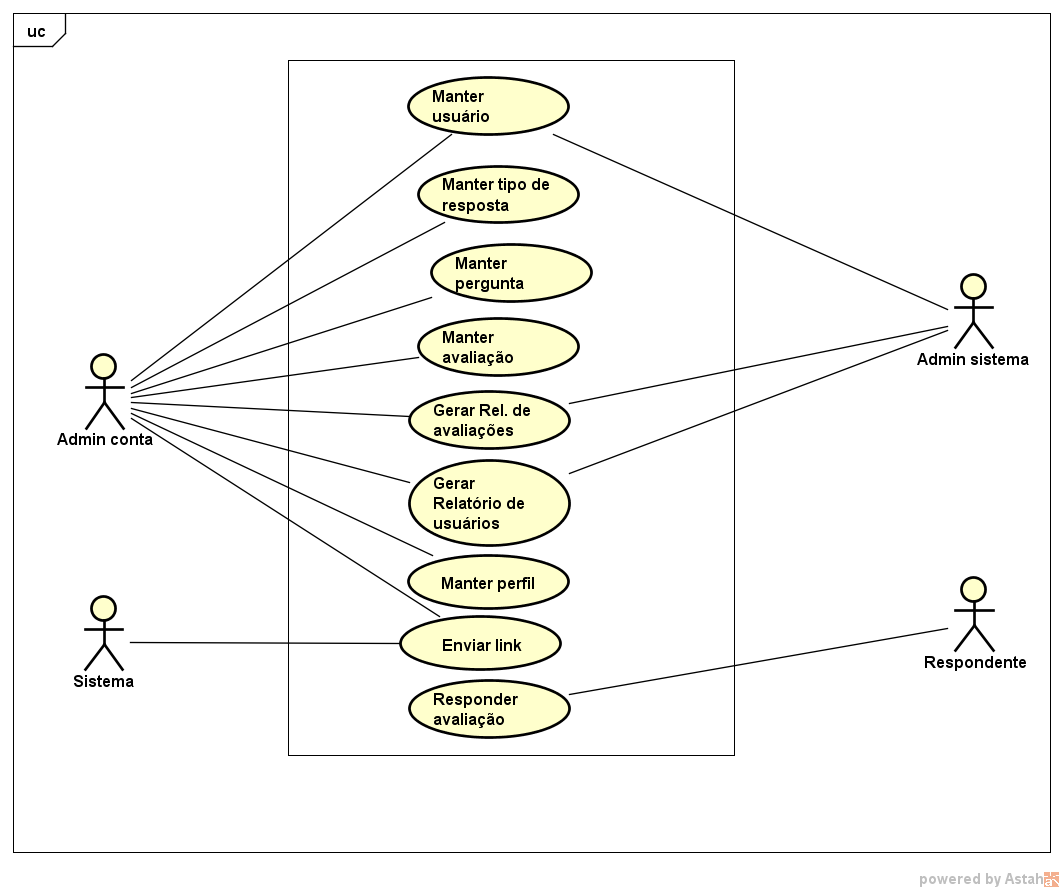 uc
Manter
usuário
Manter tipo de
resposta
Manter
pergunta
Manter
avaliação
Gerar Rel. de
avaliações
Gerar
Relatório de
usuários
Manter perfil
Enviar link
Responder
avaliação
Admin conta
Sistema
Admin sistema
Respondente
powered by Astah